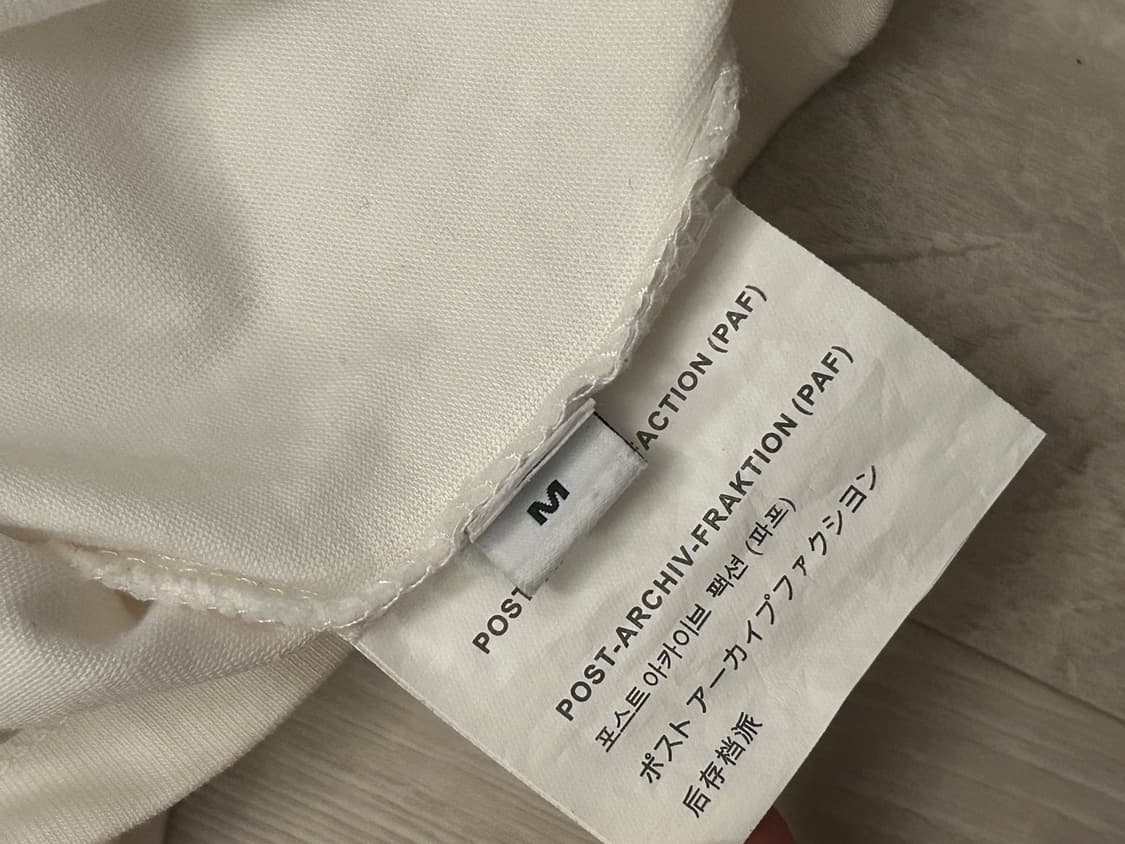 M
POST FACTION (PAF)
POST-ARCHIV-FRAKTION (PAF)
포스트 아카이브 팩션 (파프)
ポスト アーカイブファクション
后存档派